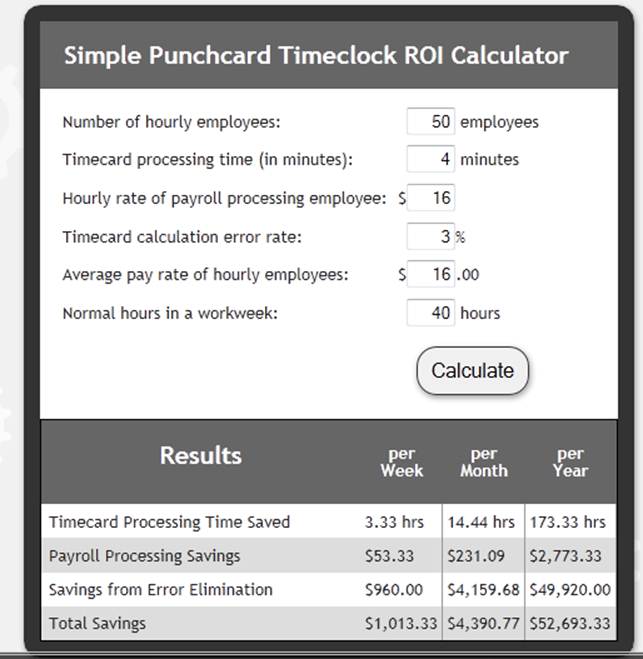 Simple Punchcard Timeclock ROI Calculator
Number of hourly employees: 50 employees
Timecard processing time (in minutes): 4 minutes
Hourly rate of payroll processing employee: $ 16
Timecard calculation error rate: 3 %
Average pay rate of hourly employees: $ 16 .00
Normal hours in a workweek: 40 hours
Calculate
Results per Week per Month per Year
Timecard Processing Time Saved 3.33 hrs 14.44 hrs 173.33 hrs
Payroll Processing Savings $53.33 $231.09 $2,773.33
Savings from Error Elimination $960.00 $4,159.68 $49,920.00
Total Savings $1,013.33 $4,390.77 $52,693.33